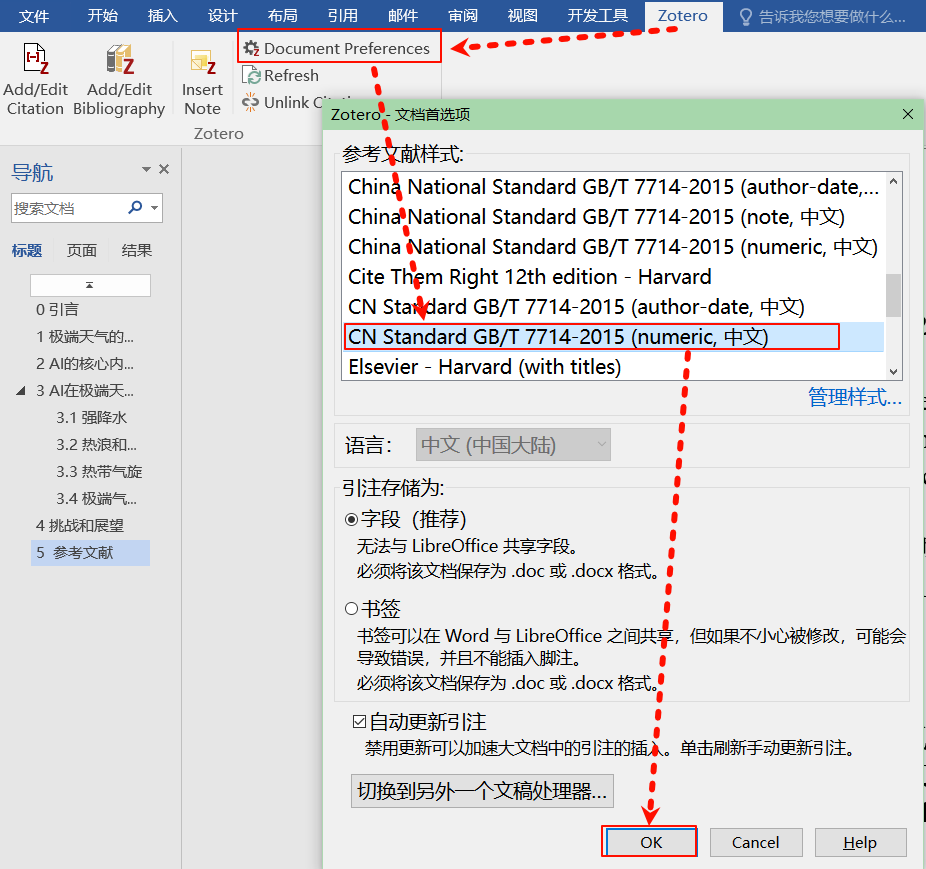 文件 开始 插入 设计 布局 引用 邮件 审阅 视图 开发工具 Zotero 告诉我您想要做什么...
Document Preferences
Refresh
Unlink
Add/Edit Citation
Add/Edit Bibliography
Insert Note
Zotero
导航
搜索文档
标题 页面 结果
0 引言
1 极端天气的...
2 AI的核心内...
3 AI在极端天...
3.1 强降水
3.2 热浪和...
3.3 热带气旋
3.4 极端气...
4 挑战和展望
5 参考文献
Zotero - 文档首选项
参考文献样式:
China National Standard GB/T 7714-2015 (author-date,...
China National Standard GB/T 7714-2015 (note, 中文)
China National Standard GB/T 7714-2015 (numeric, 中文)
Cite Them Right 12th edition - Harvard
CN Standard GB/T 7714-2015 (author-date, 中文)
CN Standard GB/T 7714-2015 (numeric, 中文)
Elsevier - Harvard (with titles)
管理样式...
语言: 中文 (中国大陆)
引注存储为:
字段（推荐）
无法与 LibreOffice 共享字段。
必须将该文档保存为 .doc 或 .docx 格式。
书签
书签可以在 Word 与 LibreOffice 之间共享，但如果不小心被修改，可能会
导致错误，并且不能插入脚注。
必须将该文档保存为 .doc 或 .docx 格式。
自动更新引注
禁用更新可以加速大文档中的引注的插入。单击刷新手动更新引注。
切换到另外一个文稿处理器...
OK Cancel Help